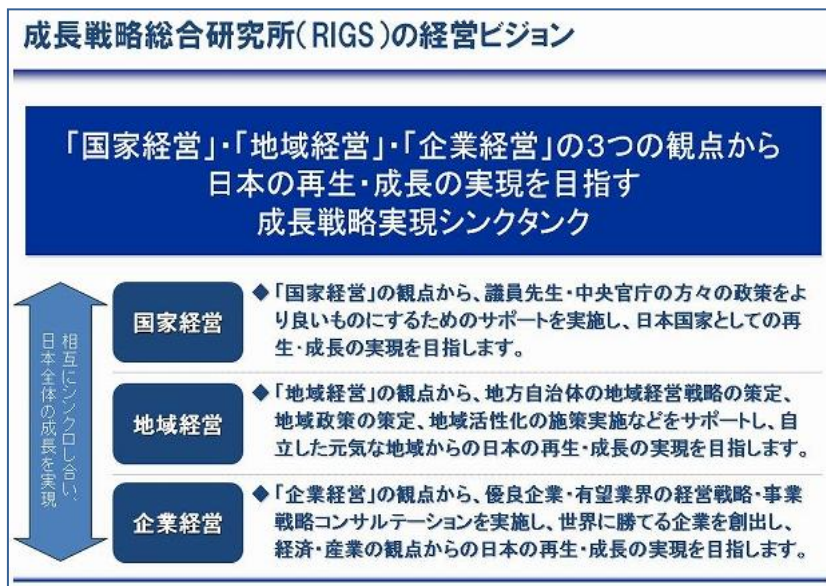 成長戦略総合研究所(RIGS)の経営ビジョン
「国家経営」・「地域経営」・「企業経営」の3つの観点から
日本の再生・成長の実現を目指す
成長戦略実現シンクタンク
相互にシンクロし合い、
日本全体の成長を実現
国家経営
◆「国家経営」の観点から、議員先生・中央官庁の方々の政策をよ
り良いものにするためのサポートを実施し、日本国家としての再
生・成長の実現を目指します。
地域経営
◆「地域経営」の観点から、地方自治体の地域経営戦略の策定、
地域政策の策定、地域活性化の施策実施などをサポートし、自
立した元気な地域からの日本の再生・成長の実現を目指します。
企業経営
◆「企業経営」の観点から、優良企業・有望業界の経営戦略・事業
戦略コンサルテーションを実施し、世界に勝てる企業を創出し、
経済・産業の観点からの日本の再生・成長の実現を目指します。